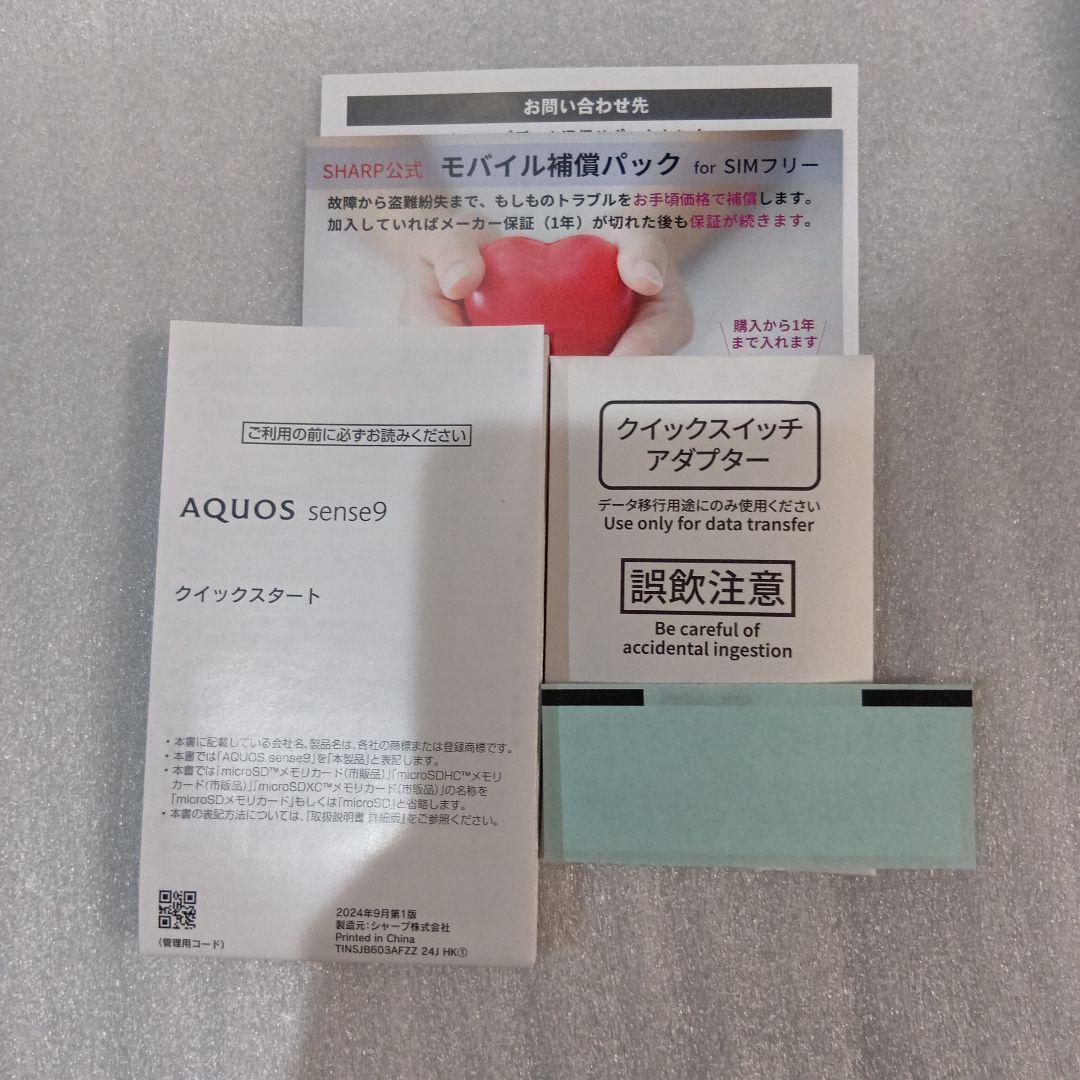 お問い合わせ先
SHARP公式 モバイル補償パック for SIMフリー
故障から盗難紛失まで、もしものトラブルをお手頃価格で補償します。
加入していればメーカー保証（1年）が切れた後も保証が続きます。
購入から1年
まで入れます
ご利用の前に必ずお読みください
AQUOS sense9
クイックスタート
・本書に記載している会社名、製品名は、各社の商標または登録商標です。
・本書では「AQUOS sense9」を「本製品」と表記します。
・本書では「microSD™メモリカード(市販品)」「microSDHC™メモリ
カード(市販品)」「microSDXC™メモリカード(市販品)」の名称を
「microSDメモリカード」もしくは「microSD」と省略します。
・本書の表記方法については、『取扱説明書 詳細版』をご参照ください。
(管理用コード)
2024年9月第1版
製造元：シャープ株式会社
Printed in China
TINSJB603AFZZ 24J HK①
クイックスイッチ
アダプター
データ移行用途にのみ使用ください
Use only for data transfer
誤飲注意
Be careful of
accidental ingestion